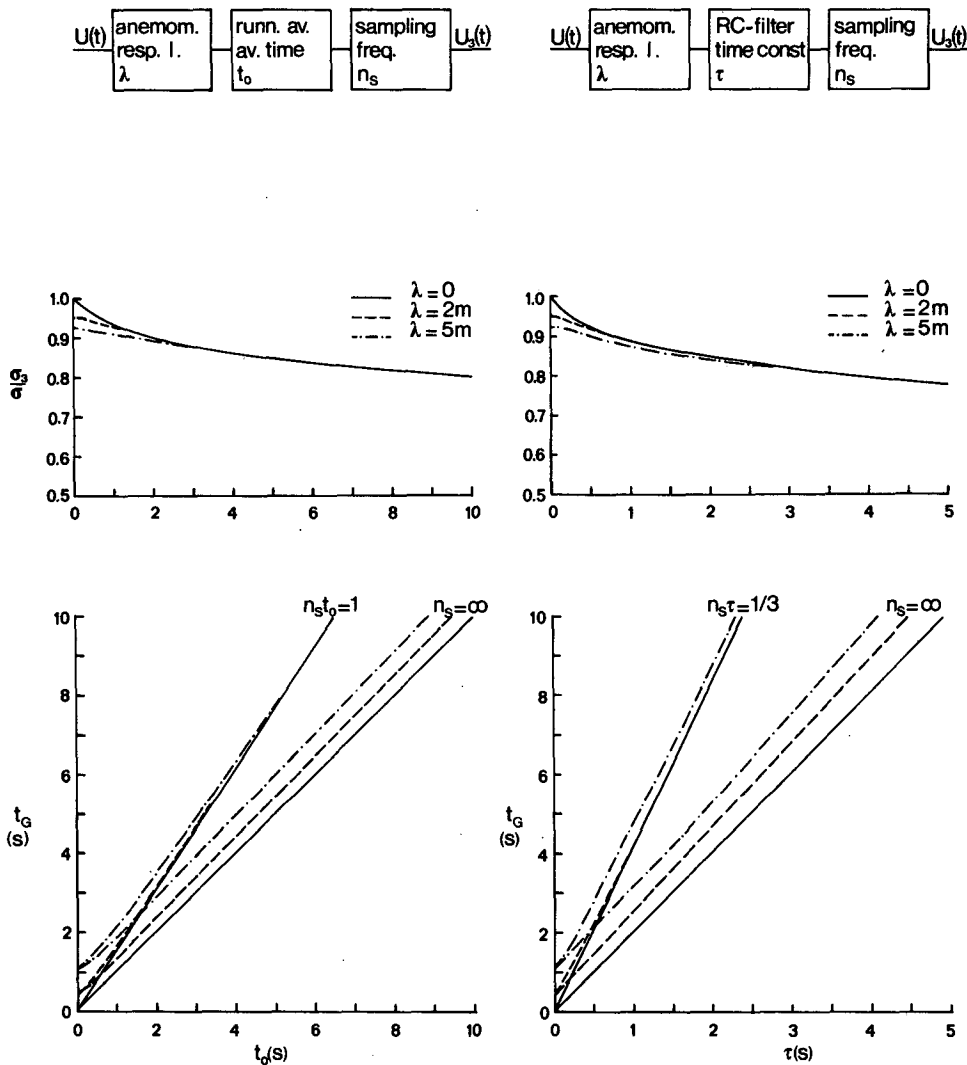 U(t) anemom. resp. l. λ runn. av. av. time t₀ sampling freq. nₛ U₃(t)
U(t) anemom. resp. l. λ RC-filter time const τ sampling freq. nₛ U₃(t)
σ₃/σ
1.0
0.9
0.8
0.7
0.6
0.5
0 2 4 6 8 10
λ = 0
λ = 2m
λ = 5m
1.0
0.9
0.8
0.7
0.6
0.5
0 1 2 3 4 5
λ = 0
λ = 2m
λ = 5m
nₛt₀=1 nₛ=∞
10
8
6
4
2
0
t_G
(s)
0 2 4 6 8 10
t₀(s)
nₛτ=1/3 nₛ=∞
10
8
6
4
2
0
t_G
(s)
0 1 2 3 4 5
τ(s)